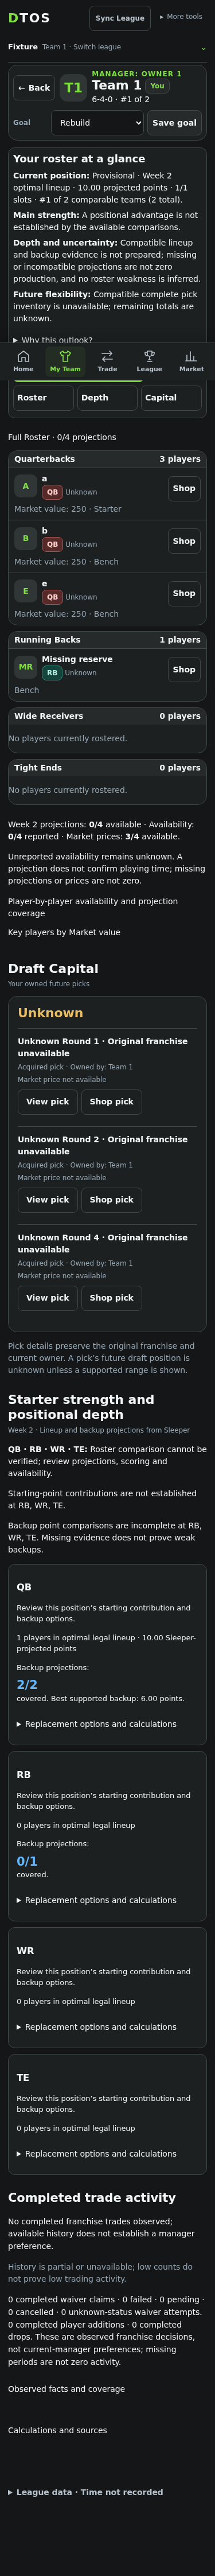 DTOS
Sync League
▸ More tools
Fixture Team 1 · Switch league
← Back
T1
MANAGER: OWNER 1
Team 1 You
6-4-0 · #1 of 2
Goal
Rebuild
Save goal
Your roster at a glance
Current position: Provisional · Week 2
optimal lineup · 10.00 projected points · 1/1
slots · #1 of 2 comparable teams (2 total).
Main strength: A positional advantage is not
established by the available comparisons.
Depth and uncertainty: Compatible lineup
and backup evidence is not prepared; missing
or incompatible projections are not zero
production, and no roster weakness is inferred.
Future flexibility: Compatible complete pick
inventory is unavailable; remaining totals are
unknown.
▸ Why this outlook?
Home
My Team
Trade
League
Market
Roster
Depth
Capital
Full Roster · 0/4 projections
Quarterbacks 3 players
A
a
QB Unknown
Shop
Market value: 250 · Starter
B
b
QB Unknown
Shop
Market value: 250 · Bench
E
e
QB Unknown
Shop
Market value: 250 · Bench
Running Backs 1 players
MR
Missing reserve
RB Unknown
Shop
Bench
Wide Receivers 0 players
No players currently rostered.
Tight Ends 0 players
No players currently rostered.
Week 2 projections: 0/4 available · Availability:
0/4 reported · Market prices: 3/4 available.
Unreported availability remains unknown. A
projection does not confirm playing time; missing
projections or prices are not zero.
Player-by-player availability and projection
coverage
Key players by Market value
Draft Capital
Your owned future picks
Unknown
Unknown Round 1 · Original franchise
unavailable
Acquired pick · Owned by: Team 1
Market price not available
View pick
Shop pick
Unknown Round 2 · Original franchise
unavailable
Acquired pick · Owned by: Team 1
Market price not available
View pick
Shop pick
Unknown Round 4 · Original franchise
unavailable
Acquired pick · Owned by: Team 1
Market price not available
View pick
Shop pick
Pick details preserve the original franchise and
current owner. A pick's future draft position is
unknown unless a supported range is shown.
Starter strength and
positional depth
Week 2 · Lineup and backup projections from Sleeper
QB · RB · WR · TE: Roster comparison cannot be
verified; review projections, scoring and
availability.
Starting-point contributions are not established
at RB, WR, TE.
Backup point comparisons are incomplete at RB,
WR, TE. Missing evidence does not prove weak
backups.
QB
Review this position's starting contribution and
backup options.
1 players in optimal legal lineup · 10.00 Sleeper-
projected points
Backup projections:
2/2
covered. Best supported backup: 6.00 points.
▸ Replacement options and calculations
RB
Review this position's starting contribution and
backup options.
0 players in optimal legal lineup
Backup projections:
0/1
covered.
▸ Replacement options and calculations
WR
Review this position's starting contribution and
backup options.
0 players in optimal legal lineup
▸ Replacement options and calculations
TE
Review this position's starting contribution and
backup options.
0 players in optimal legal lineup
▸ Replacement options and calculations
Completed trade activity
No completed franchise trades observed;
available history does not establish a manager
preference.
History is partial or unavailable; low counts do
not prove low trading activity.
0 completed waiver claims · 0 failed · 0 pending ·
0 cancelled · 0 unknown-status waiver attempts.
0 completed player additions · 0 completed
drops. These are observed franchise decisions,
not current-manager preferences; missing
periods are not zero activity.
Observed facts and coverage
Calculations and sources
▸ League data · Time not recorded